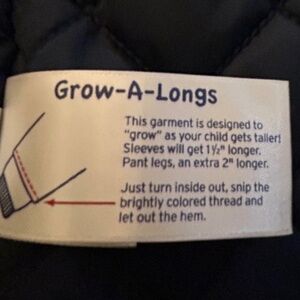 Grow-A-Longs
This garment is designed to
"grow" as your child gets taller!
Sleeves will get 1½" longer.
Pant legs, an extra 2" longer.
Just turn inside out, snip the
brightly colored thread and
let out the hem.